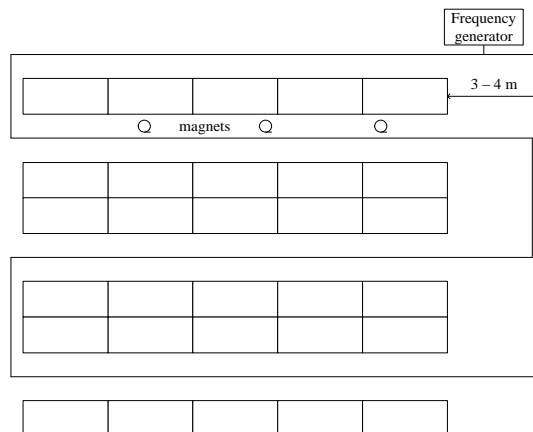 Frequency
generator
3 – 4 m
magnets